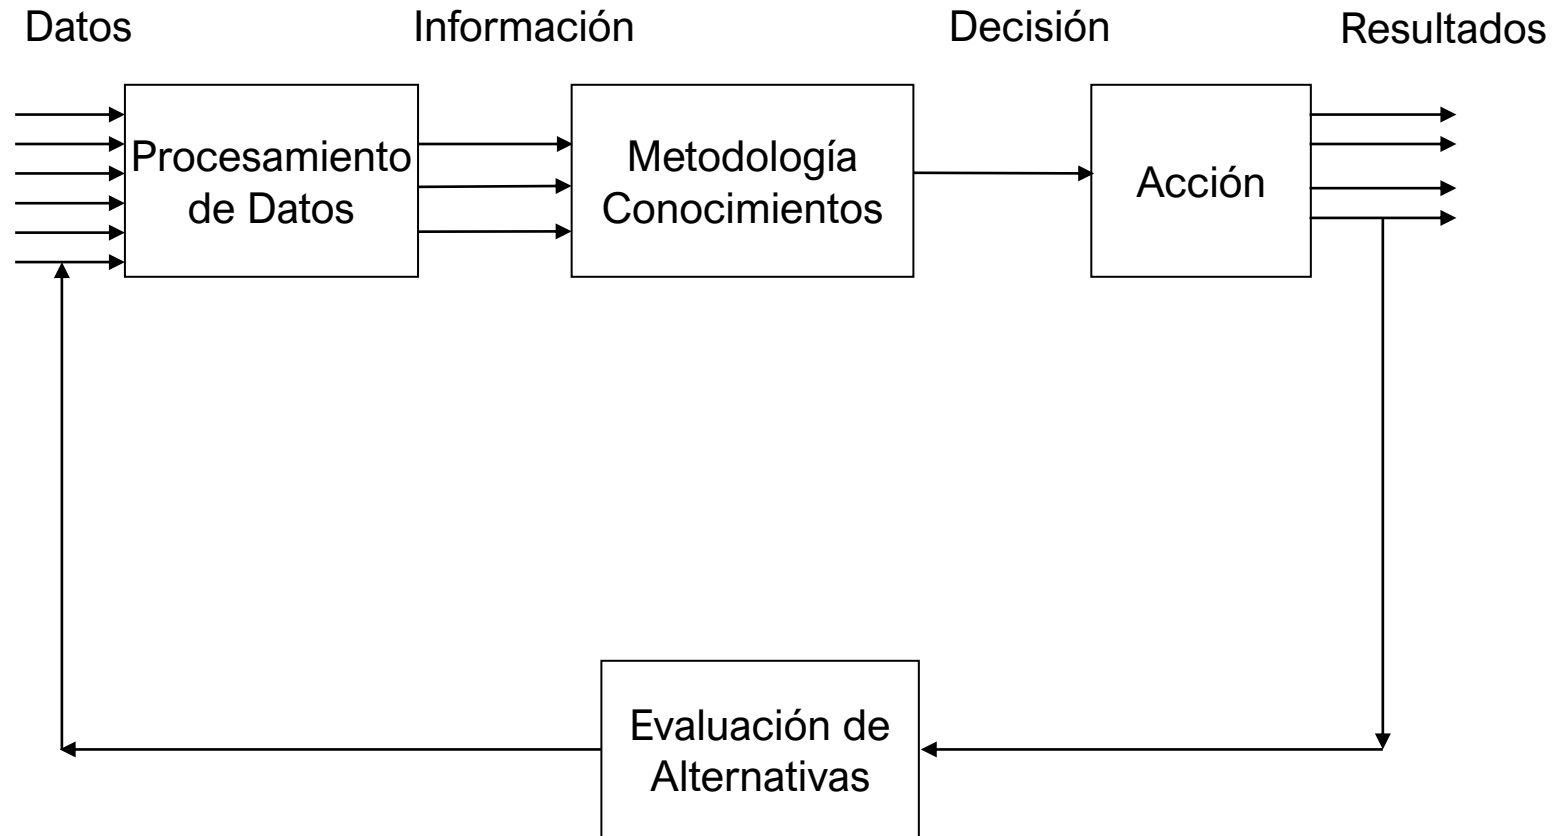 Datos
Información
Decisión
Resultados
Procesamiento
de Datos
Metodología
Conocimientos
Acción
Evaluación de
Alternativas